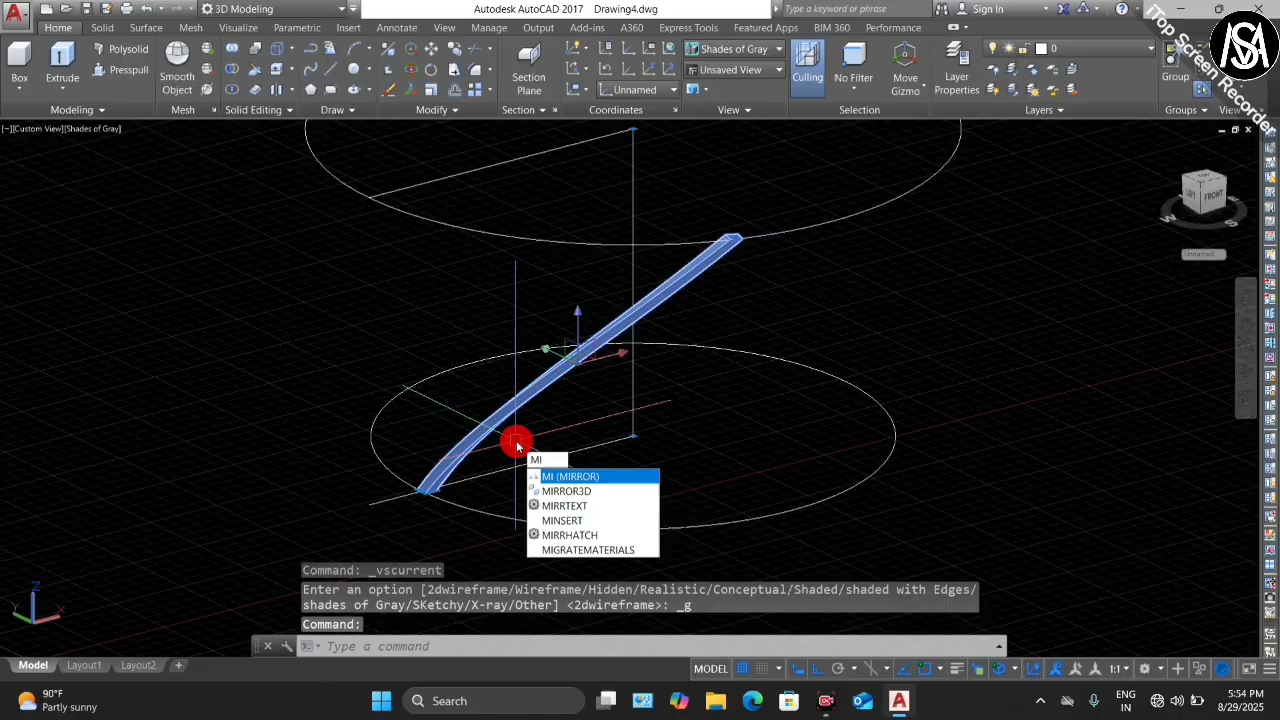 Autodesk AutoCAD 2017 Drawing4.dwg
3D Modeling
Type a keyword or phrase
Sign In
Home Solid Surface Mesh Visualize Parametric Insert Annotate View Manage Output Add-ins A360 Express Tools Featured Apps BIM 360 Performance
Box
Extrude
Polysolid
Presspull
Smooth
Object
Section
Plane
Unnamed
Shades of Gray
Unsaved View
Culling
No Filter
Move
Gizmo
Layer
Properties
0
Group
Modeling
Mesh
Solid Editing
Draw
Modify
Section
Coordinates
View
Selection
Layers
Groups
View
iTop Screen Recorder
[−][Custom View][Shades of Gray]
TOP
LEFT
FRONT
W
S
E
Unnamed
MI
MI (MIRROR)
MIRROR3D
MIRRTEXT
MINSERT
MIRRHATCH
MIGRATEMATERIALS
Command: _vscurrent
Enter an option [2dwireframe/Wireframe/Hidden/Realistic/Conceptual/Shaded/shaded with Edges/
shades of Gray/SKetchy/X-ray/Other] <2dwireframe>: _g
Command:
Type a command
Z
Y
X
Model Layout1 Layout2 +
MODEL
1:1
90°F
Partly sunny
Search
ENG
IN
5:54 PM
8/29/2025